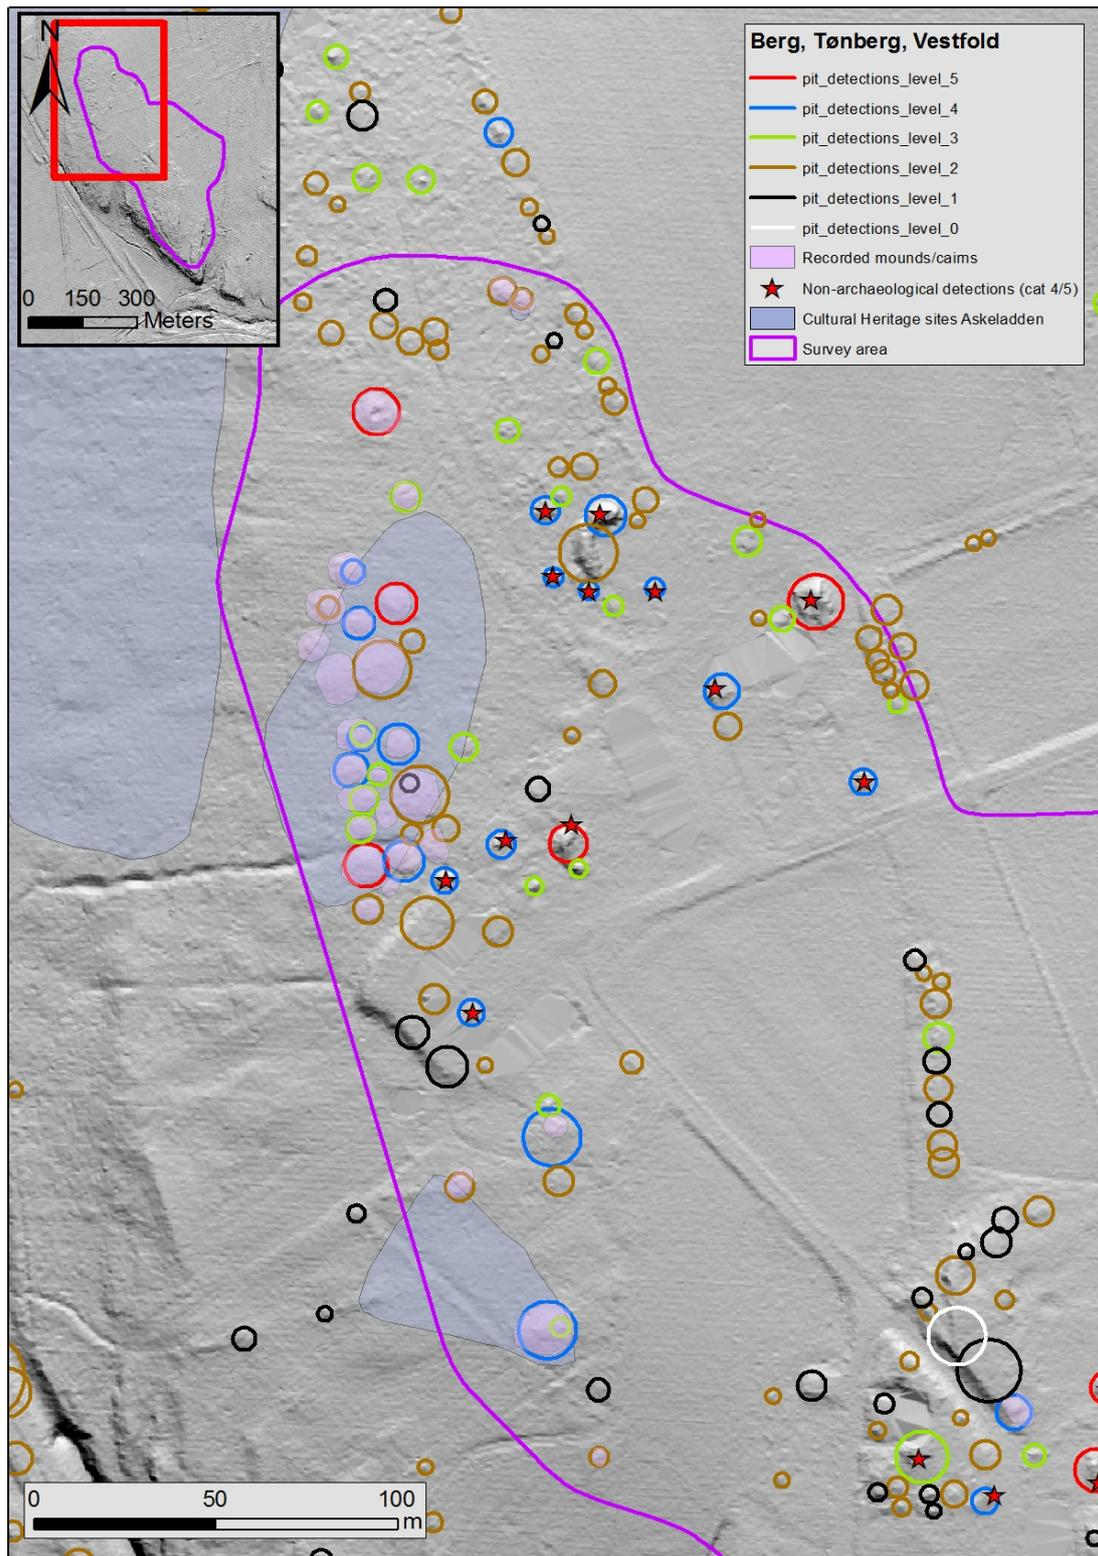 N
0 150 300
Meters
Berg, Tønberg, Vestfold
pit_detections_level_5
pit_detections_level_4
pit_detections_level_3
pit_detections_level_2
pit_detections_level_1
pit_detections_level_0
Recorded mounds/cairns
Non-archaeological detections (cat 4/5)
Cultural Heritage sites Askeladden
Survey area
0 50 100
m